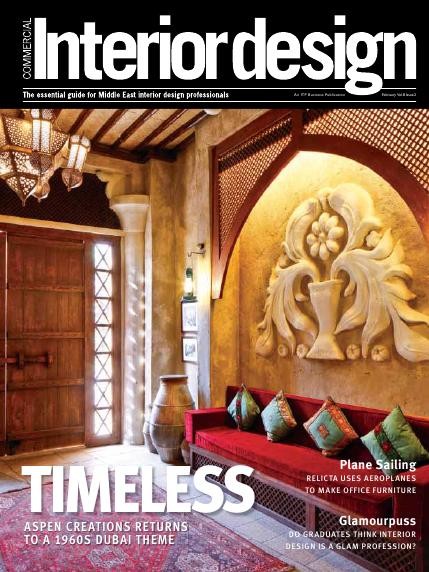 COMMERCIAL
Interior design
The essential guide for Middle East interior design professionals
An ITP Business Publication
February Vol 8 Issue 2
TIMELESS
ASPEN CREATIONS RETURNS
TO A 1960S DUBAI THEME
Plane Sailing
RELICTA USES AEROPLANES
TO MAKE OFFICE FURNITURE
Glamourpuss
DO GRADUATES THINK INTERIOR
DESIGN IS A GLAM PROFESSION?